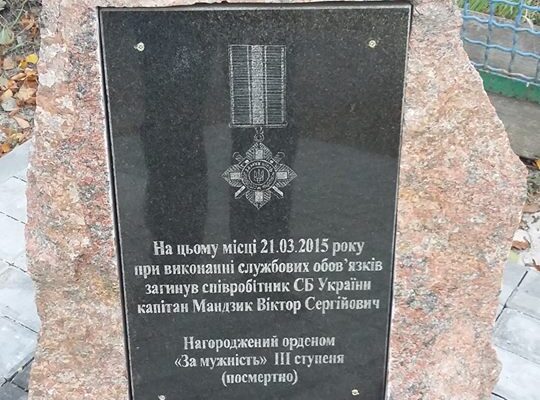 На цьому місці 21.03.2015 року
при виконанні службових обов’язків
загинув співробітник СБ України
капітан Мандзик Віктор Сергійович
Нагороджений орденом
«За мужність» ІІІ ступеня
(посмертно)